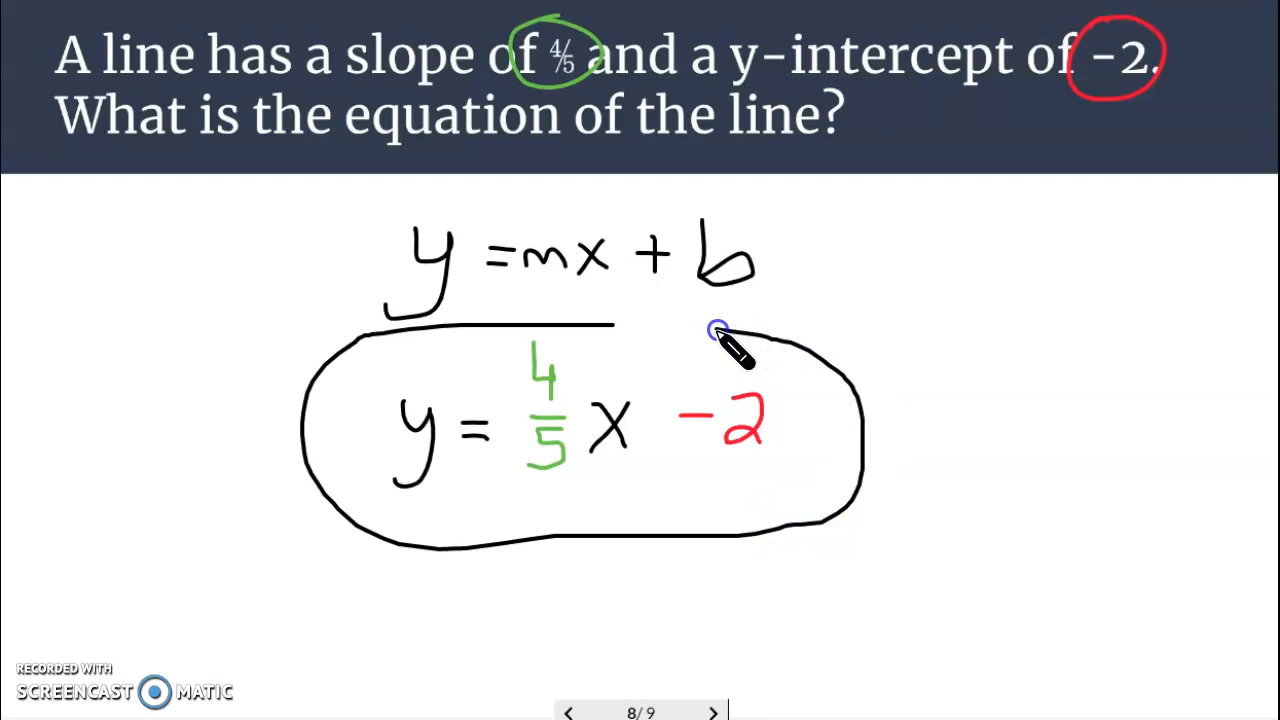 A line has a slope of ⅘ and a y-intercept of -2.
What is the equation of the line?
y = mx + b
y = 4/5 x -2
RECORDED WITH
SCREENCAST MATIC
8/9